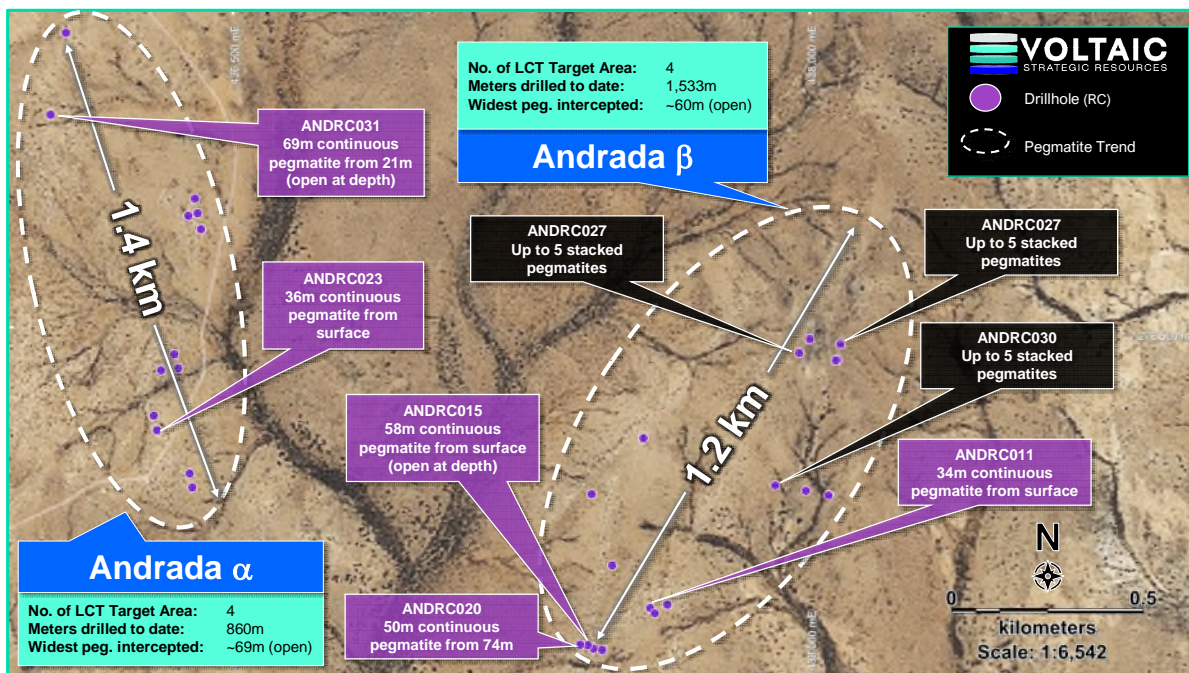 No. of LCT Target Area: 4
Meters drilled to date: 1,533m
Widest peg. intercepted: ~60m (open)
Andrada β
VOLTAIC
STRATEGIC RESOURCES
Drillhole (RC)
Pegmatite Trend
ANDRC031
69m continuous
pegmatite from 21m
(open at depth)
1.4 km
ANDRC027
Up to 5 stacked
pegmatites
ANDRC027
Up to 5 stacked
pegmatites
ANDRC023
36m continuous
pegmatite from
surface
ANDRC030
Up to 5 stacked
pegmatites
1.2 km
ANDRC015
58m continuous
pegmatite from surface
(open at depth)
ANDRC011
34m continuous
pegmatite from surface
Andrada α
No. of LCT Target Area: 4
Meters drilled to date: 860m
Widest peg. intercepted: ~69m (open)
ANDRC020
50m continuous
pegmatite from 74m
N
0 0.5
kilometers
Scale: 1:6,542